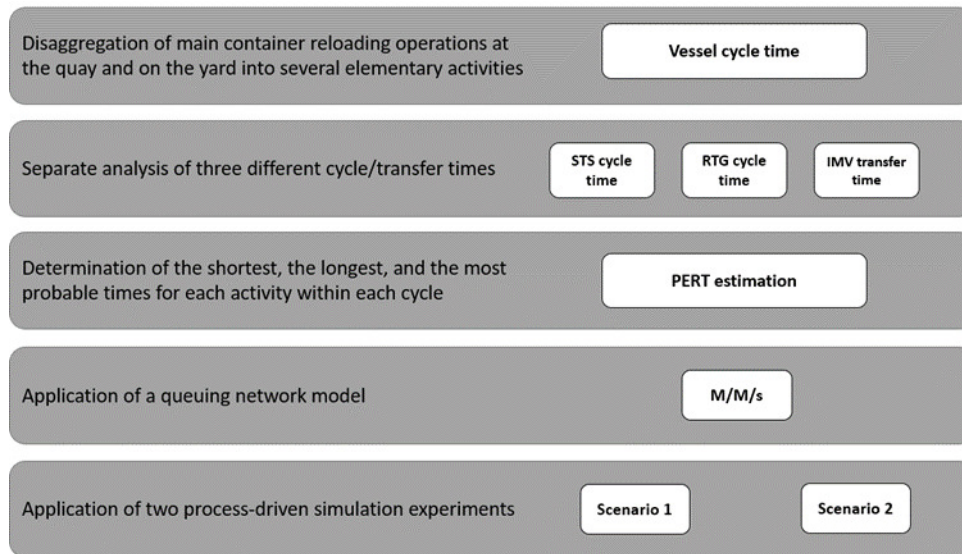 Disaggregation of main container reloading operations at
the quay and on the yard into several elementary activities
Vessel cycle time
Separate analysis of three different cycle/transfer times
STS cycle
time
RTG cycle
time
IMV transfer
time
Determination of the shortest, the longest, and the most
probable times for each activity within each cycle
PERT estimation
Application of a queuing network model
M/M/s
Application of two process-driven simulation experiments
Scenario 1
Scenario 2